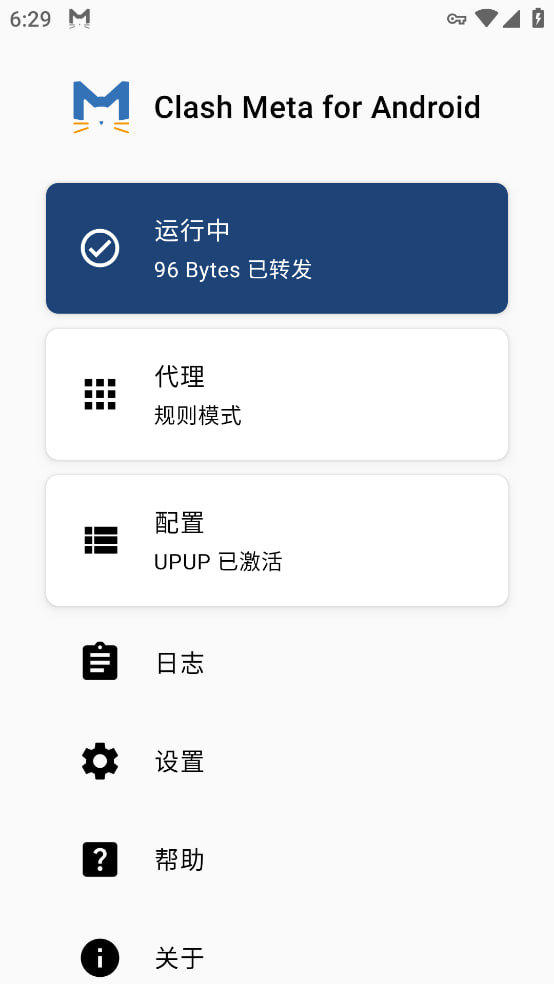 6:29
Clash Meta for Android
运行中
96 Bytes 已转发
代理
规则模式
配置
UPUP 已激活
日志
设置
帮助
关于